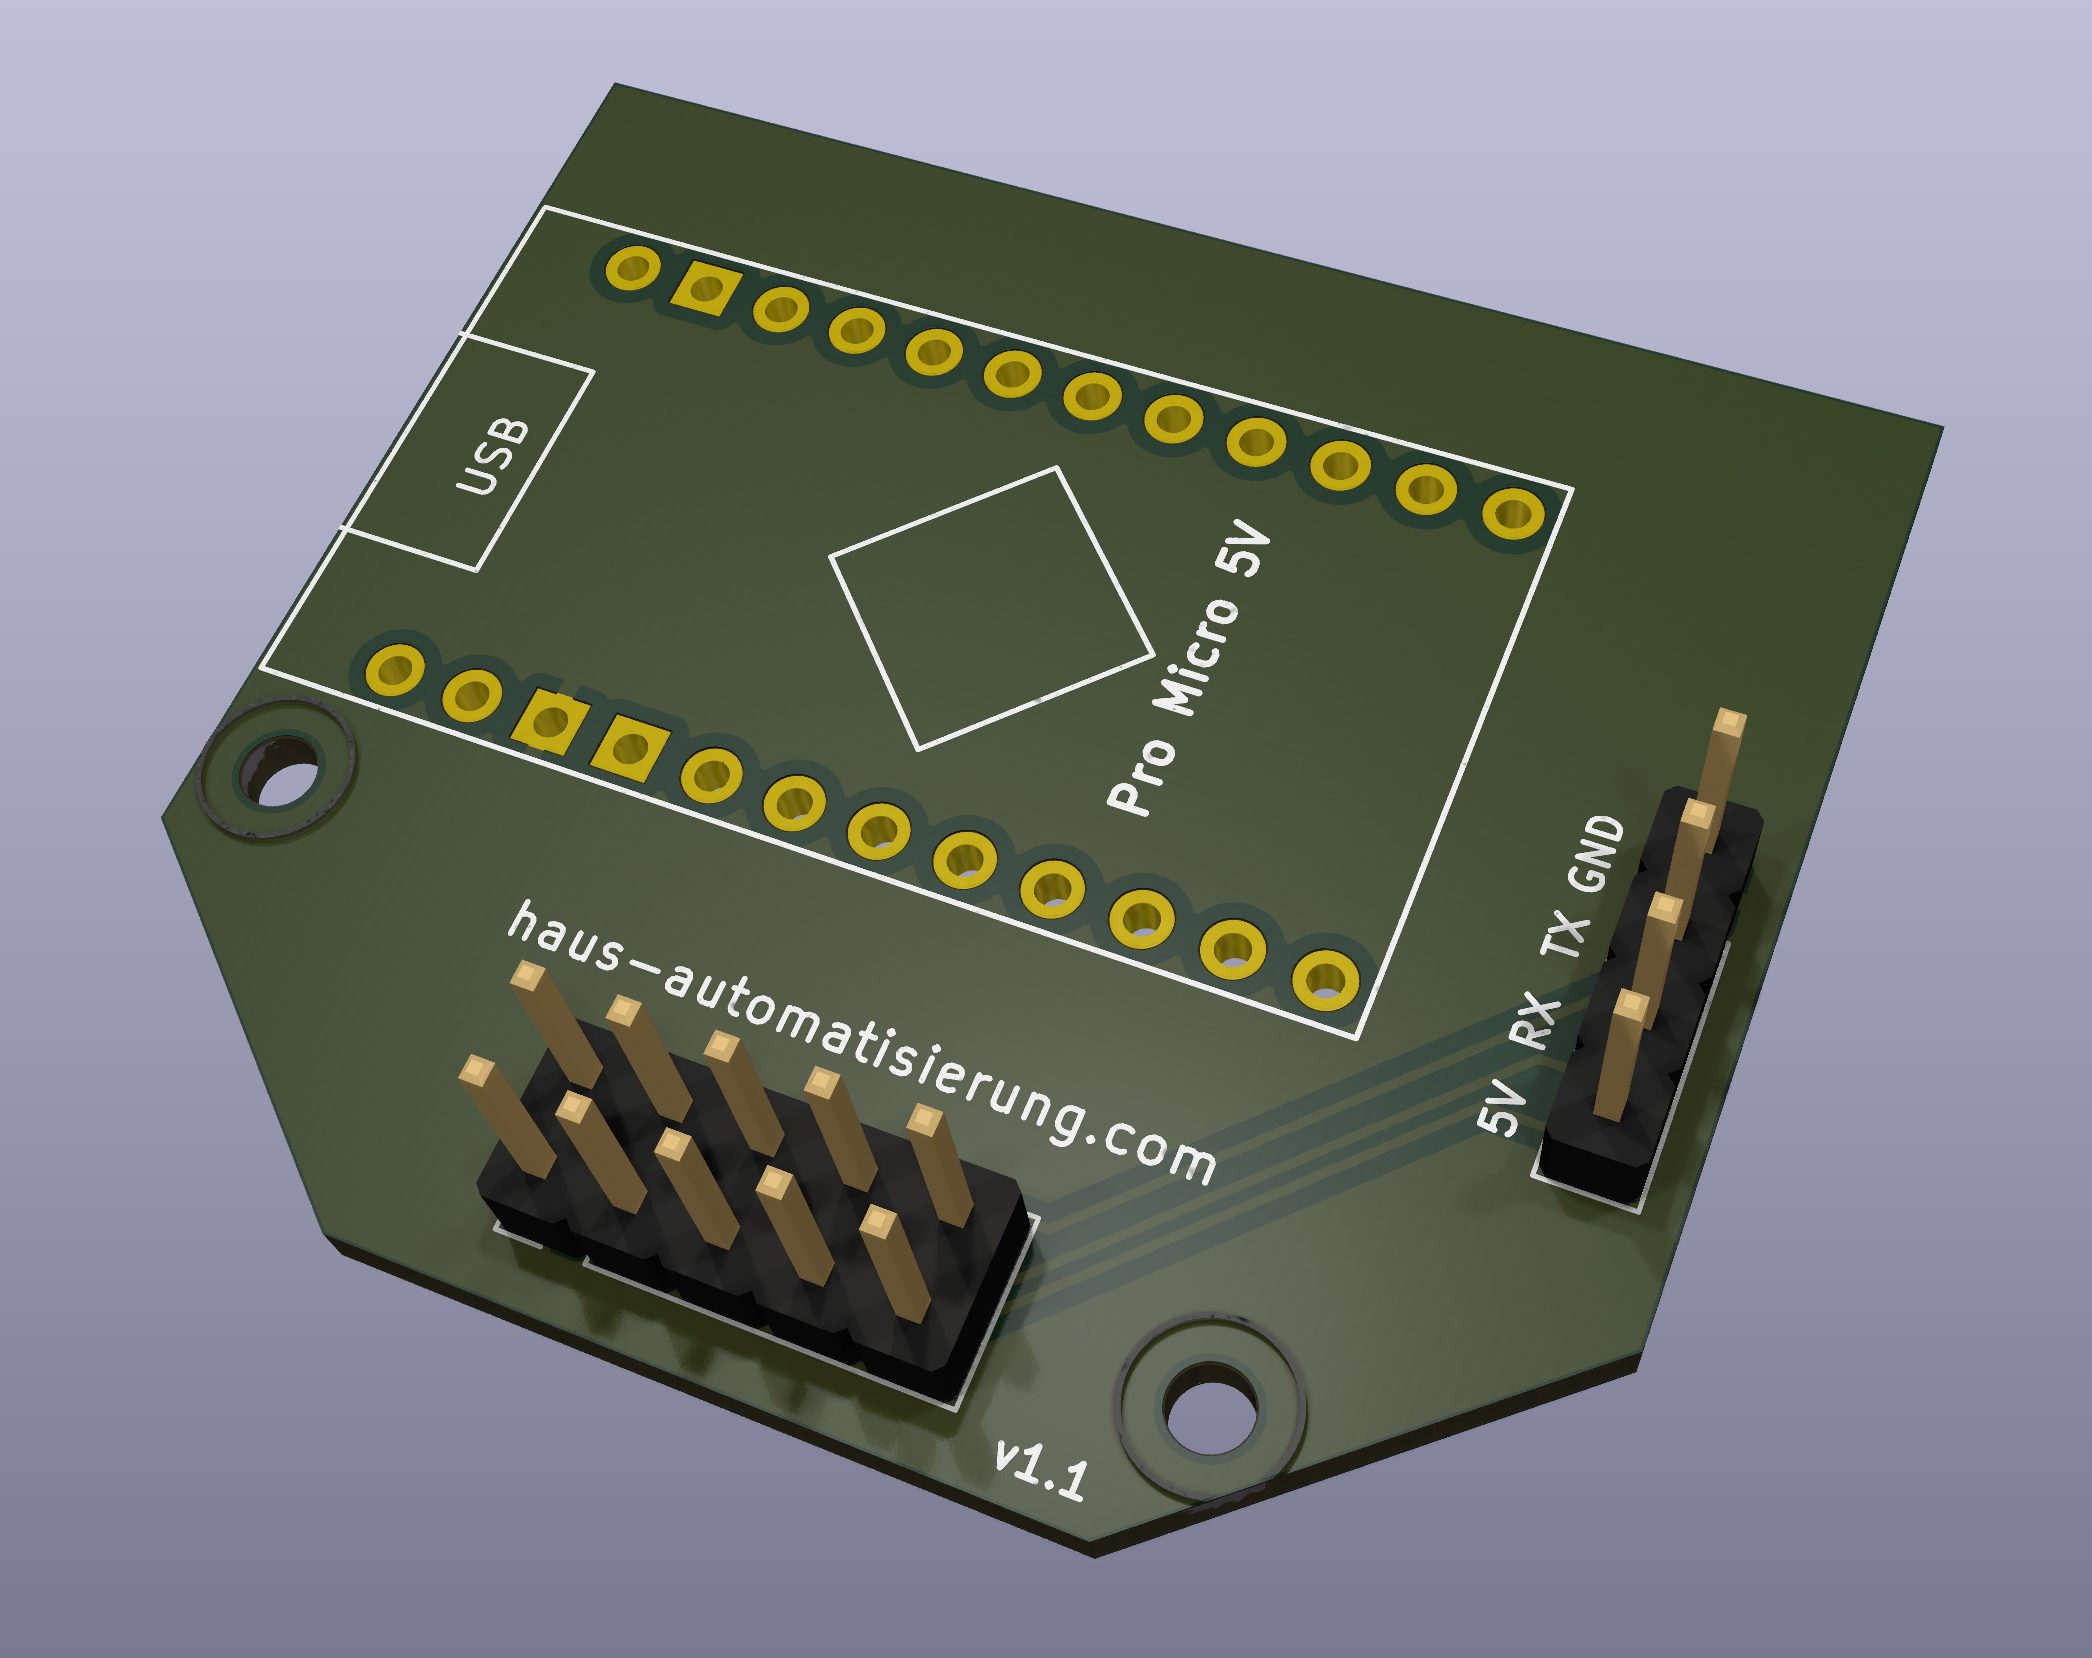 USB
Pro Micro 5V
GND
TX
RX
5V
haus-automatisierung.com
v1.1